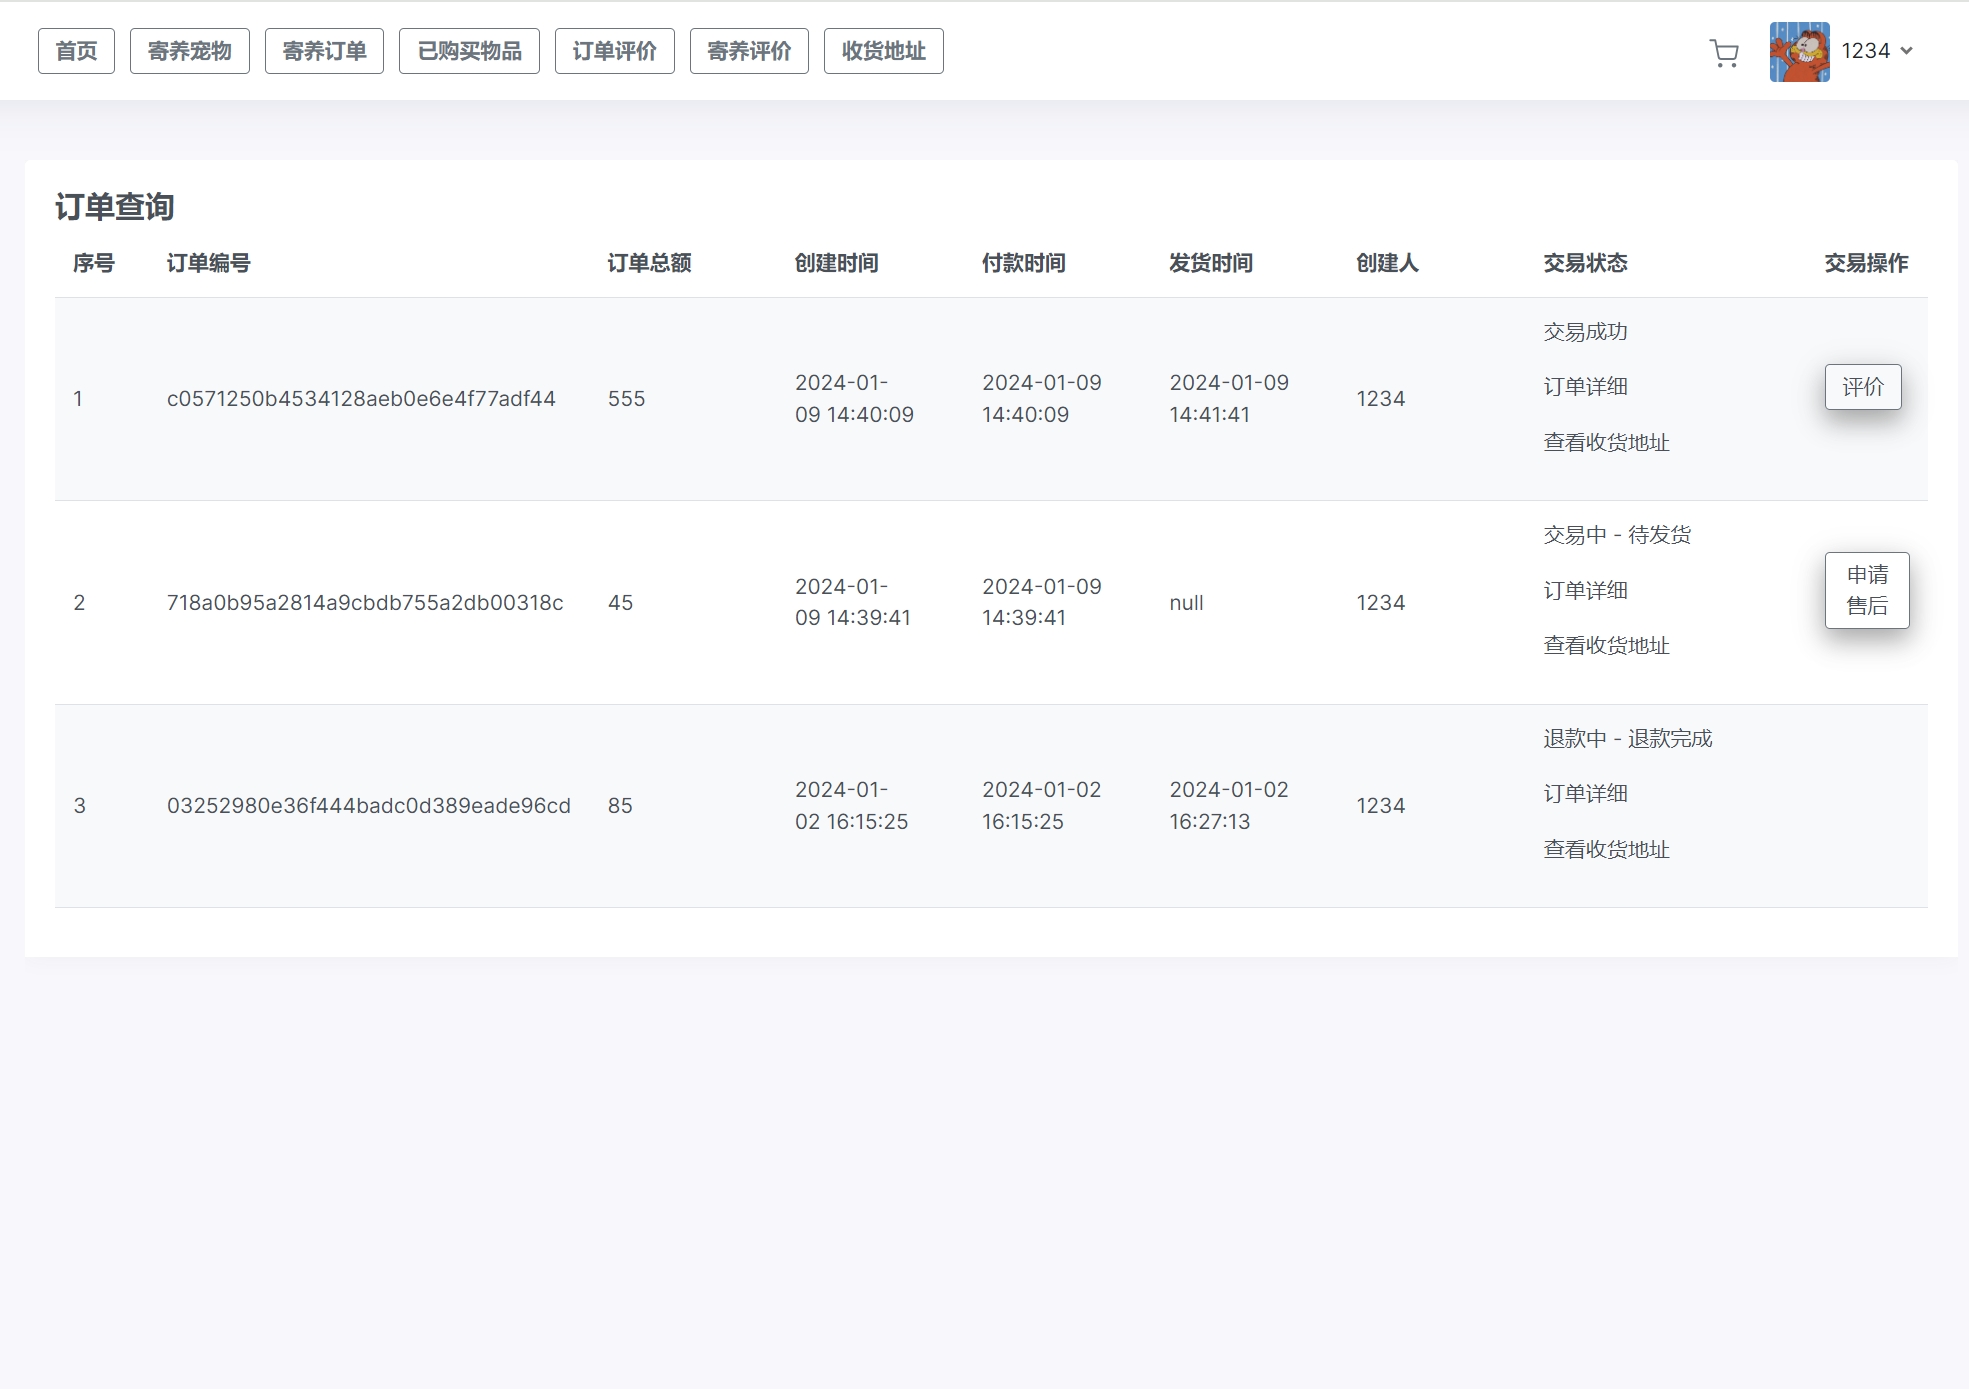 首页 寄养宠物 寄养订单 已购买物品 订单评价 寄养评价 收货地址 1234
订单查询
序号 订单编号 订单总额 创建时间 付款时间 发货时间 创建人 交易状态 交易操作
交易成功
1 c0571250b4534128aeb0e6e4f77adf44 555 2024-01-09 14:40:09 2024-01-09 14:40:09 2024-01-09 14:41:41 1234 订单详细 评价
查看收货地址
交易中 - 待发货
2 718a0b95a2814a9cbdb755a2db00318c 45 2024-01-09 14:39:41 2024-01-09 14:39:41 null 1234 订单详细 申请售后
查看收货地址
退款中 - 退款完成
3 03252980e36f444badc0d389eade96cd 85 2024-01-02 16:15:25 2024-01-02 16:15:25 2024-01-02 16:27:13 1234 订单详细
查看收货地址